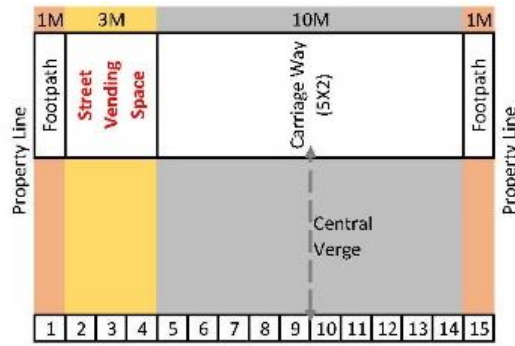 1M 3M 10M 1M
Property Line
Footpath
Street
Vending
Space
Carriage Way
(5X2)
Footpath
Property Line
Central
Verge
1 2 3 4 5 6 7 8 9 10 11 12 13 14 15